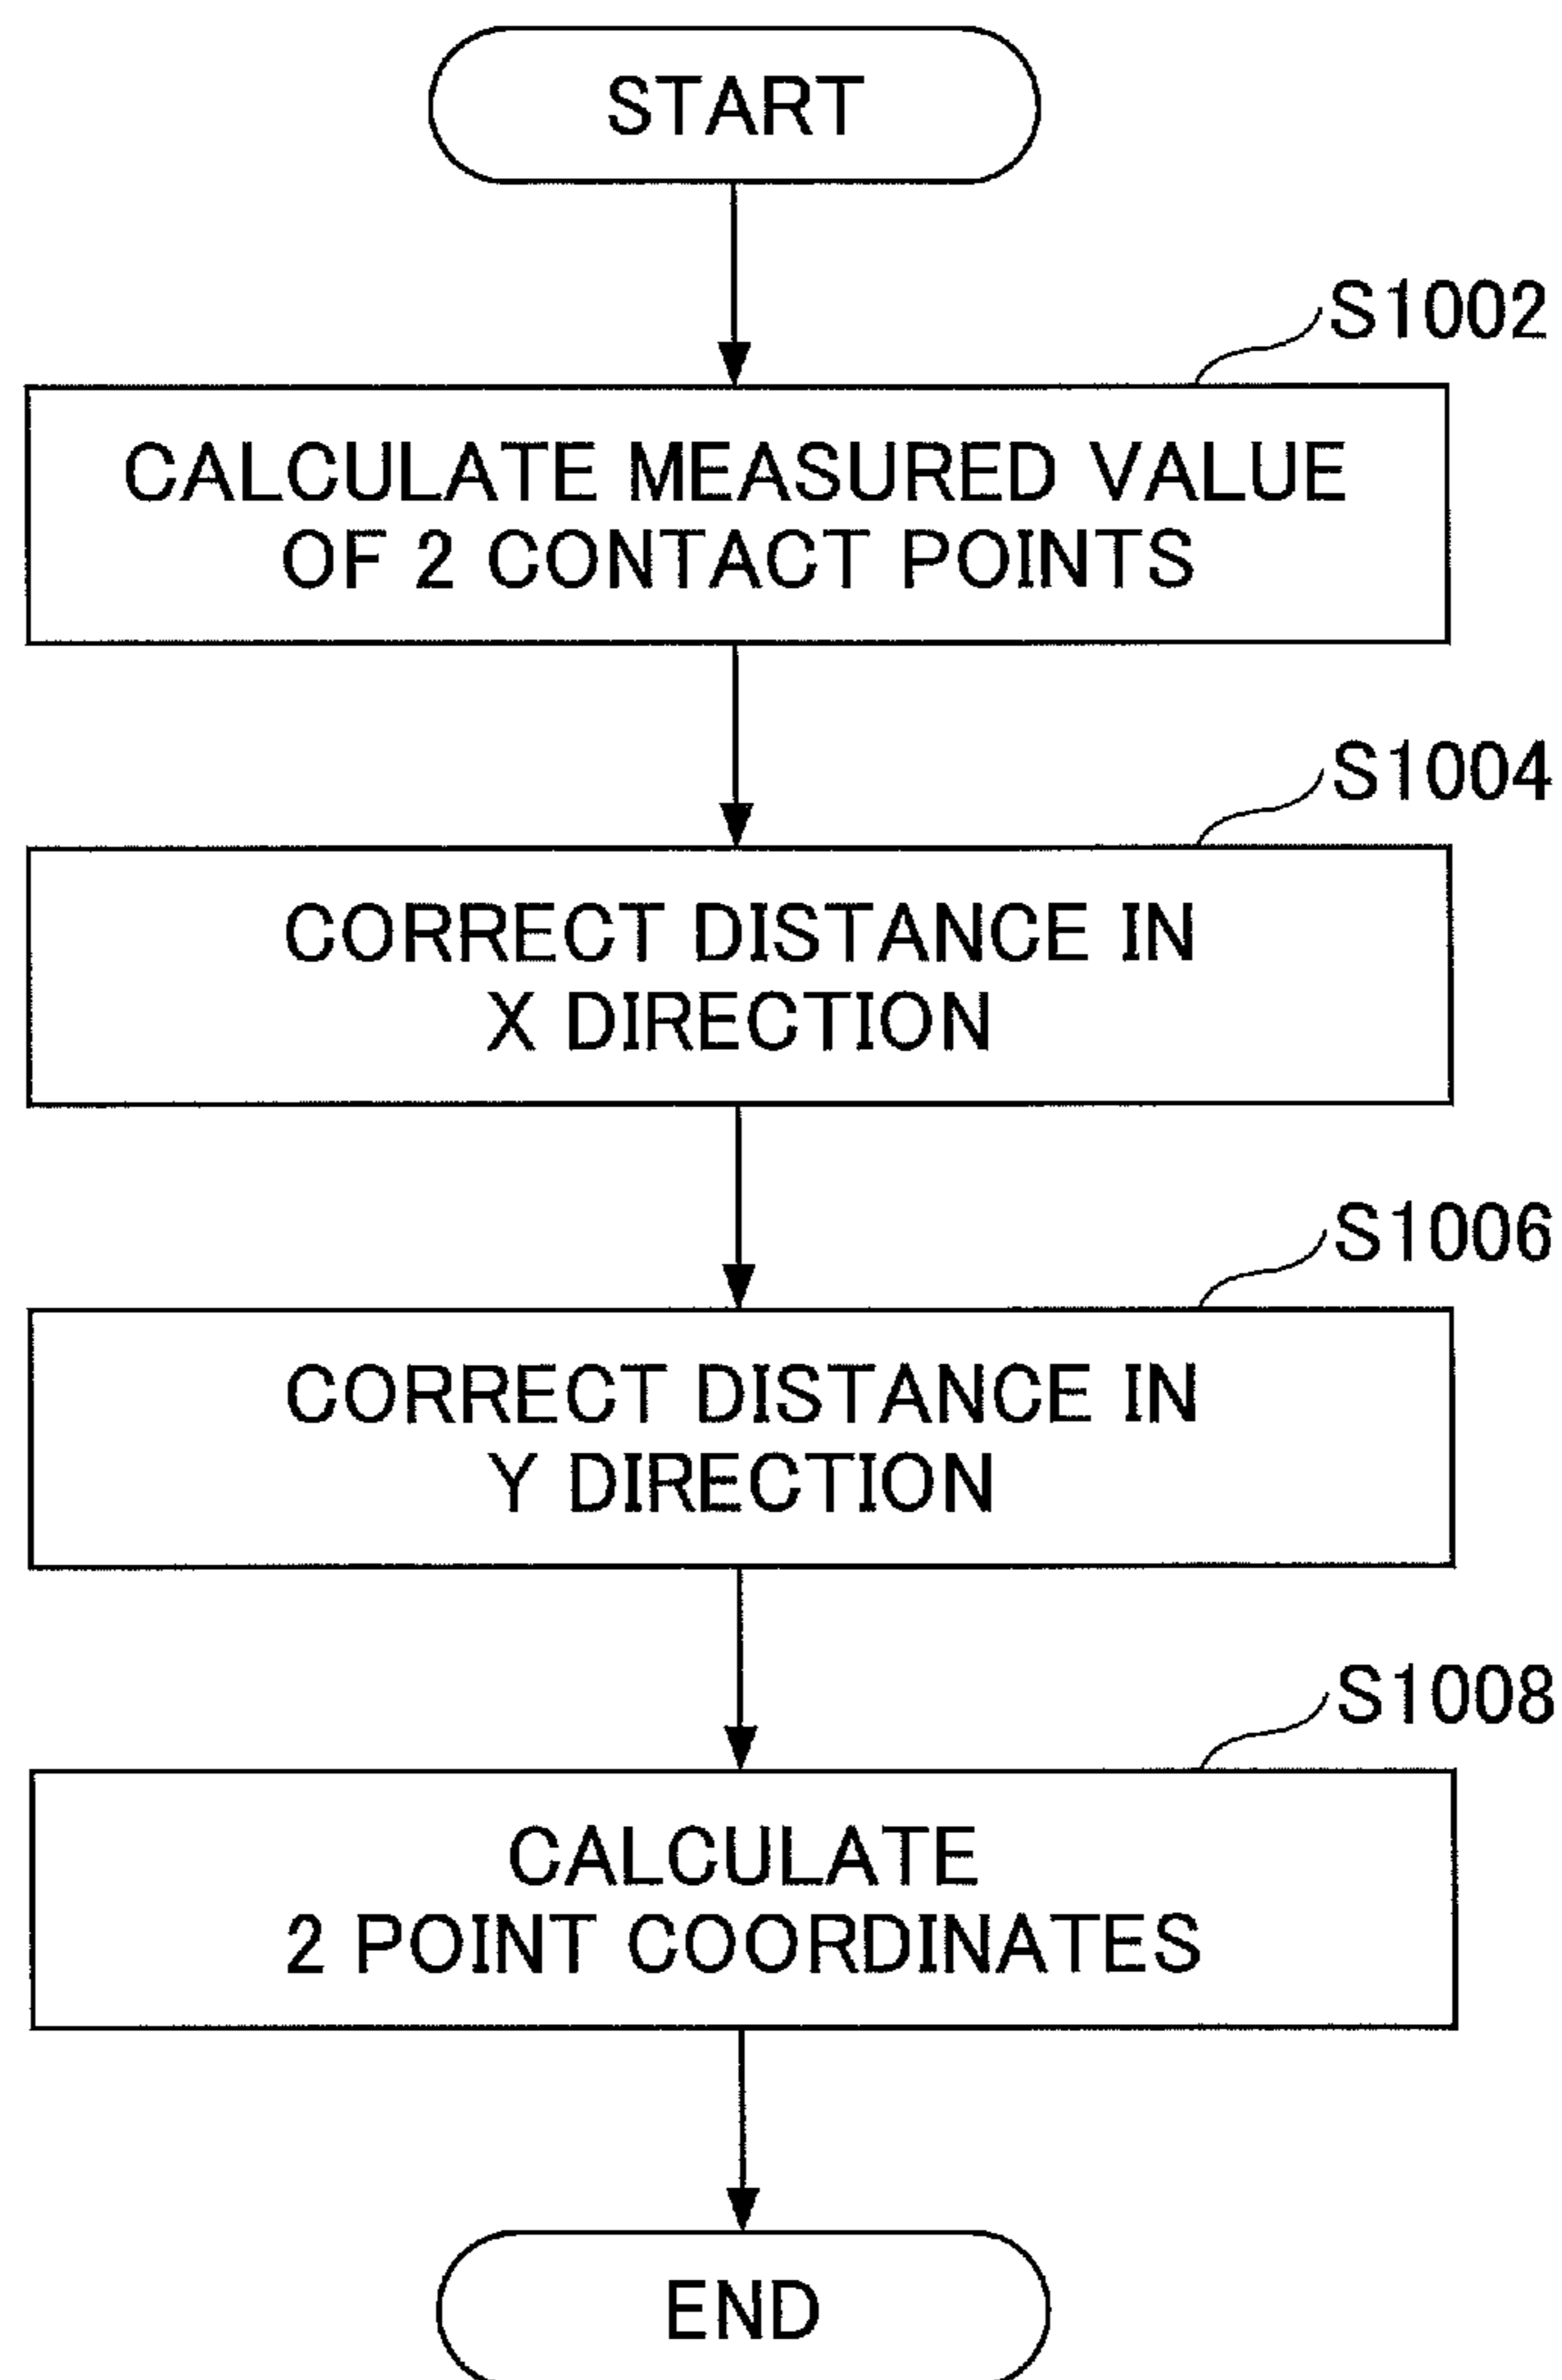 START
S1002
CALCULATE MEASURED VALUE
OF 2 CONTACT POINTS
S1004
CORRECT DISTANCE IN
X DIRECTION
S1006
CORRECT DISTANCE IN
Y DIRECTION
S1008
CALCULATE
2 POINT COORDINATES
END